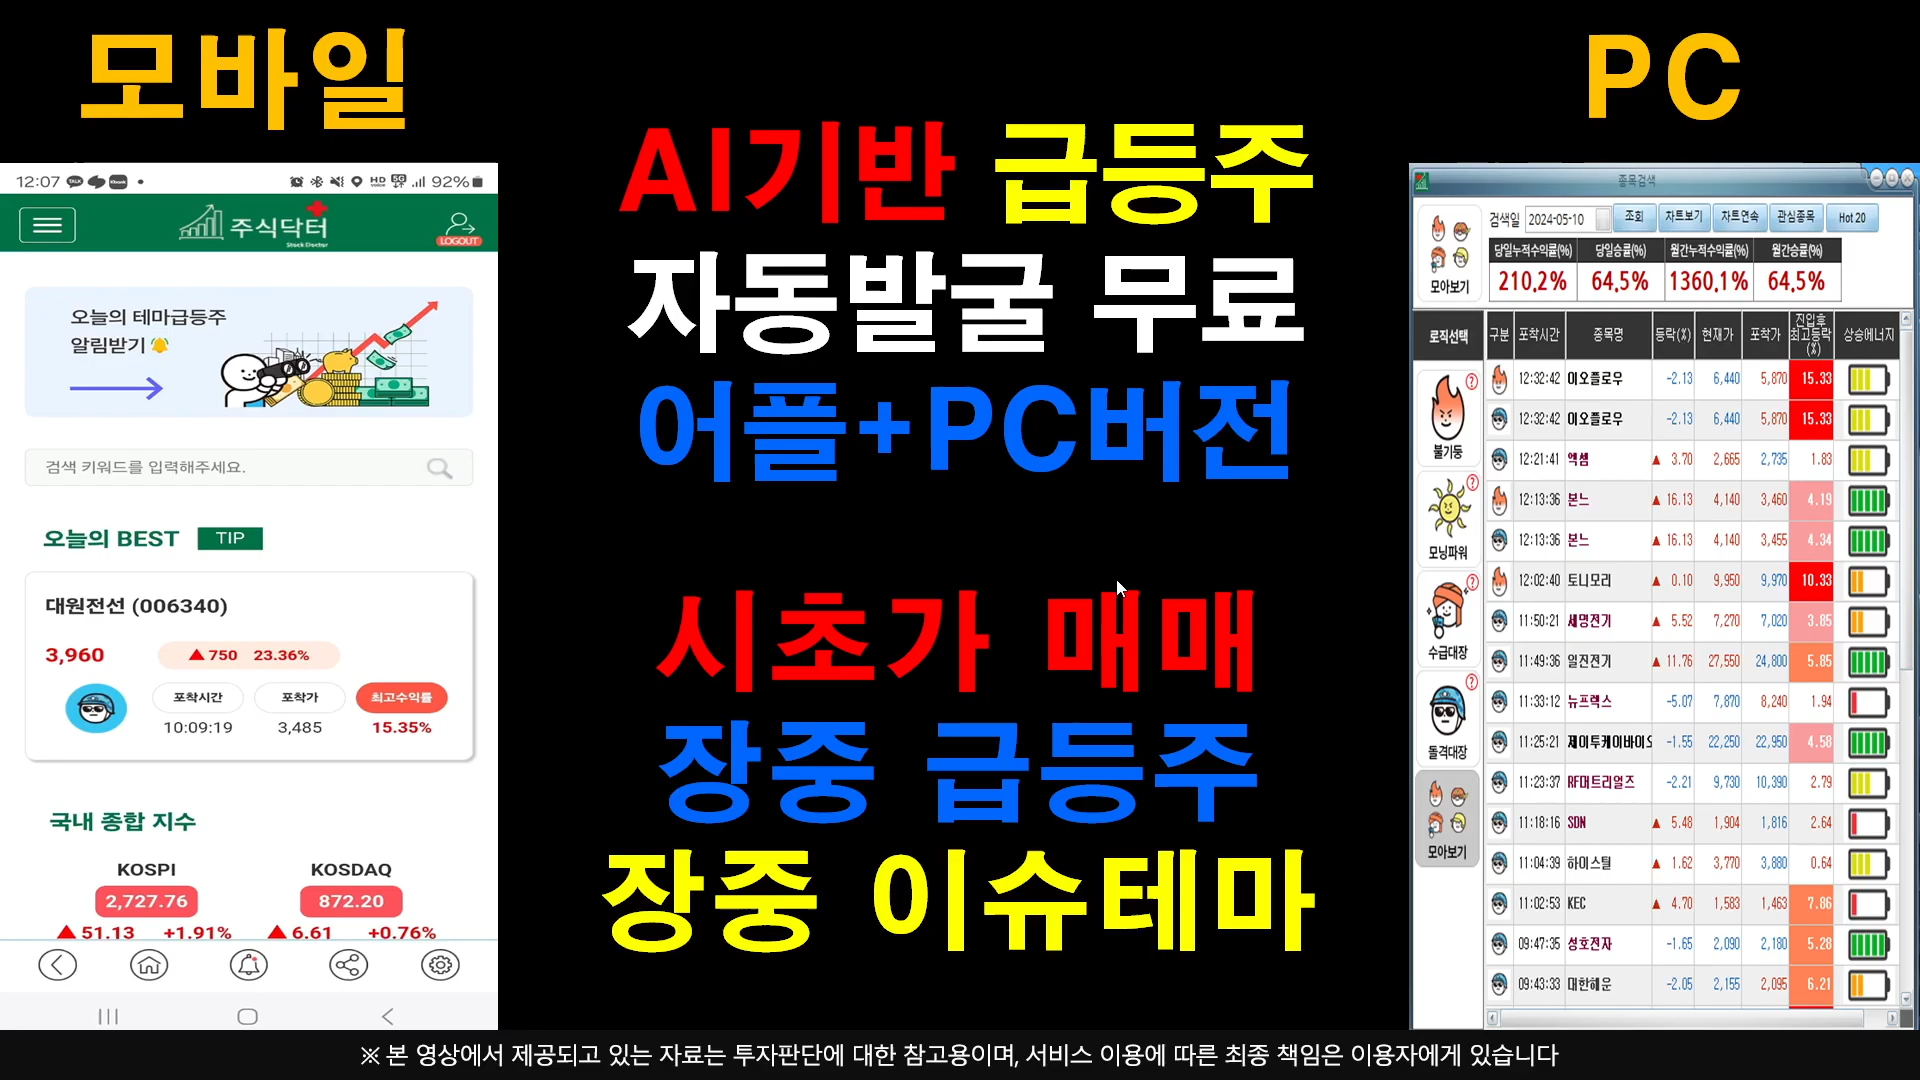 모바일
12:07
HD
5G
92%
주식닥터
Stock Doctor
LOGOUT
오늘의 테마급등주
알림받기
검색 키워드를 입력해주세요.
오늘의 BEST TIP
대원전선 (006340)
3,960 ▲ 750 23.36%
포착시간 포착가 최고수익률
10:09:19 3,485 15.35%
국내 종합 지수
KOSPI KOSDAQ
2,727.76 872.20
▲ 51.13 +1.91% ▲ 6.61 +0.76%
AI기반 급등주
자동발굴 무료
어플+PC버전
시초가 매매
장중 급등주
장중 이슈테마
PC
종목검색
검색일 2024-05-10 조회 차트보기 차트연속 관심종목 Hot 20
당일누적수익률(%) 당일승률(%) 월간누적수익률(%) 월간승률(%)
210,2% 64,5% 1360,1% 64,5%
모아보기
로직선택
불기둥
모닝파워
수급대장
돌격대장
모아보기
구분 포착시간 종목명 등락(%) 현재가 포착가 진입후 최고등락 (%) 상승에너지
12:32:42 이오플로우 -2.13 6,440 5,870 15.33
12:32:42 이오플로우 -2.13 6,440 5,870 15.33
12:21:41 엑셈 ▲ 3.70 2,665 2,735 1.83
12:13:36 본느 ▲ 16.13 4,140 3,460 4.19
12:13:36 본느 ▲ 16.13 4,140 3,455 4.34
12:02:40 토니모리 ▲ 0.10 9,950 9,970 10.33
11:50:21 세명전기 ▲ 5.52 7,270 7,020 3.85
11:49:36 일진전기 ▲ 11.76 27,550 24,800 5.85
11:33:12 뉴프렉스 -5.07 7,870 8,240 1.94
11:25:21 제이투케이바이오 -1.55 22,250 22,950 4.58
11:23:37 RF머트리얼즈 -2.21 9,730 10,390 2.79
11:18:16 SDN ▲ 5.48 1,904 1,816 2.64
11:04:39 하이스틸 ▲ 1.62 3,770 3,880 0.64
11:02:53 KEC ▲ 4.70 1,583 1,463 7.86
09:47:35 성호전자 -1.65 2,090 2,180 5.28
09:43:33 대한해운 -2.05 2,155 2,095 6.21
※ 본 영상에서 제공되고 있는 자료는 투자판단에 대한 참고용이며, 서비스 이용에 따른 최종 책임은 이용자에게 있습니다